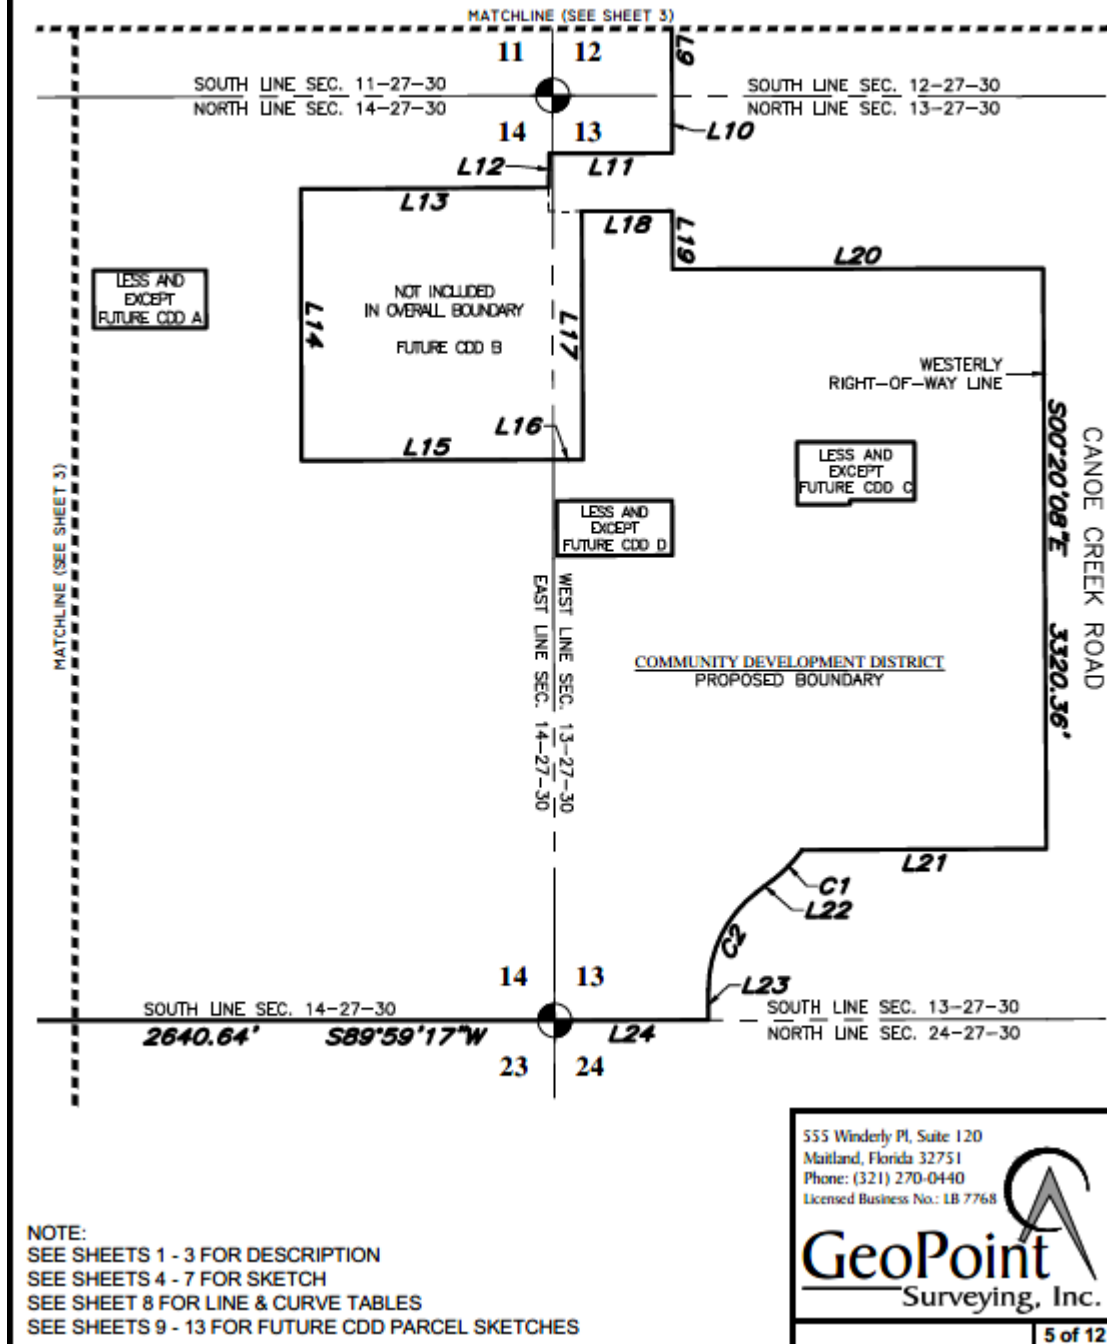 MATCHLINE (SEE SHEET 3)
L9
11
12
SOUTH LINE SEC. 11-27-30
NORTH LINE SEC. 14-27-30
SOUTH LINE SEC. 12-27-30
NORTH LINE SEC. 13-27-30
14
13
L10
L12
L11
L13
L18
L19
L20
LESS AND
EXCEPT
FUTURE CDD A
NOT INCLUDED
IN OVERALL BOUNDARY
FUTURE CDD B
L14
L17
WESTERLY
RIGHT-OF-WAY LINE
L16
L15
LESS AND
EXCEPT
FUTURE CDD C
S00°20'08"E
3320.36'
CANOE CREEK ROAD
MATCHLINE (SEE SHEET 3)
LESS AND
EXCEPT
FUTURE CDD D
WEST LINE SEC. 13-27-30
EAST LINE SEC. 14-27-30
COMMUNITY DEVELOPMENT DISTRICT
PROPOSED BOUNDARY
L21
C1
L22
C2
L23
14
13
SOUTH LINE SEC. 14-27-30
2640.64' S89°59'17"W
L24
SOUTH LINE SEC. 13-27-30
NORTH LINE SEC. 24-27-30
23
24
555 Winderly Pl, Suite 120
Maitland, Florida 32751
Phone: (321) 270-0440
Licensed Business No.: LB 7768
GeoPoint
Surveying, Inc.
NOTE:
SEE SHEETS 1 - 3 FOR DESCRIPTION
SEE SHEETS 4 - 7 FOR SKETCH
SEE SHEET 8 FOR LINE & CURVE TABLES
SEE SHEETS 9 - 13 FOR FUTURE CDD PARCEL SKETCHES
5 of 12